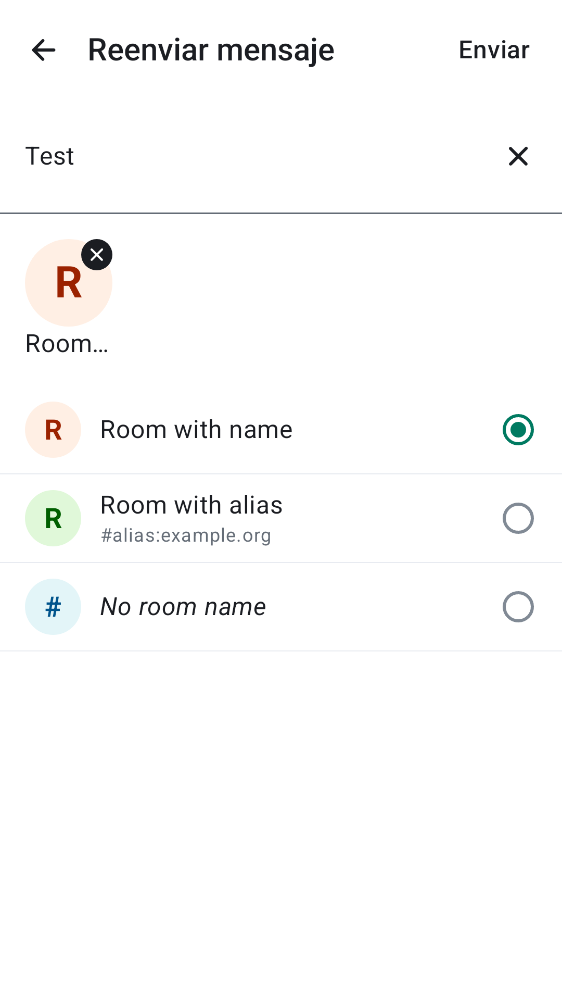 Reenviar mensaje
Enviar
Test
R
Room…
R
Room with name
R
Room with alias
#alias:example.org
#
No room name